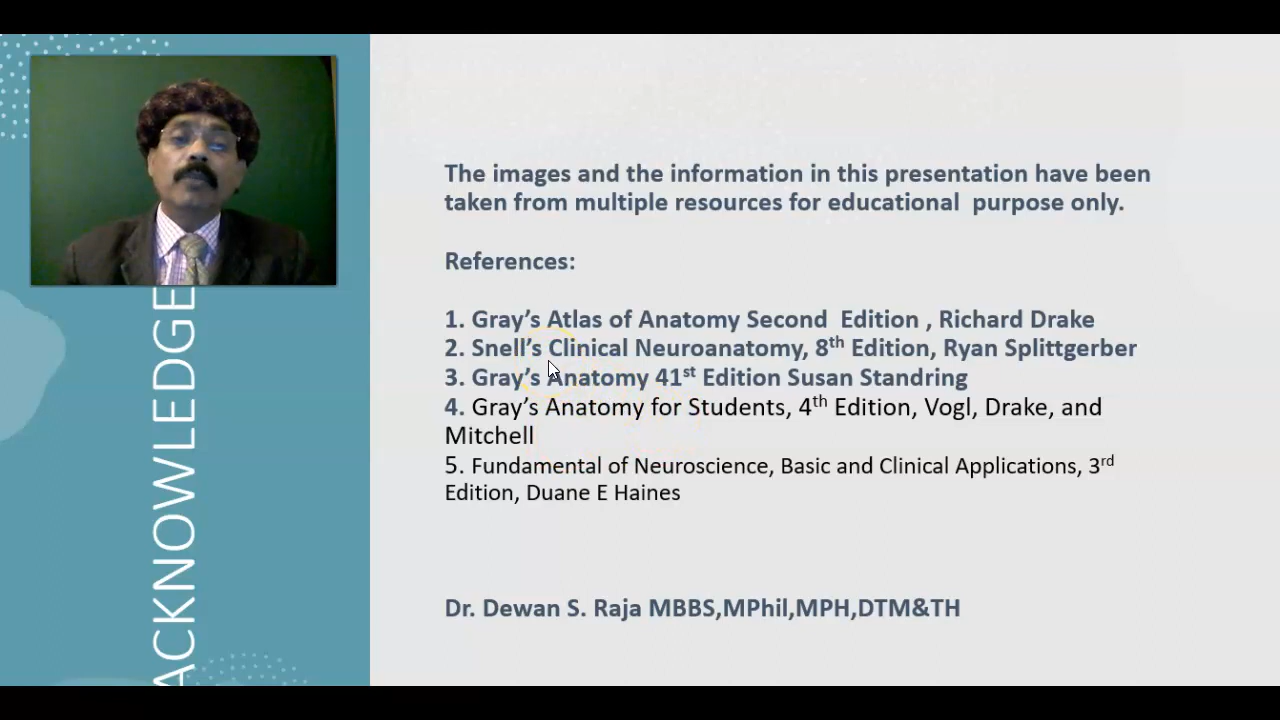 The images and the information in this presentation have been
taken from multiple resources for educational  purpose only.
References:
1. Gray’s Atlas of Anatomy Second  Edition , Richard Drake
2. Snell’s Clinical Neuroanatomy, 8th Edition, Ryan Splittgerber
3. Gray’s Anatomy 41st Edition Susan Standring
4. Gray’s Anatomy for Students, 4th Edition, Vogl, Drake, and
Mitchell
5. Fundamental of Neuroscience, Basic and Clinical Applications, 3rd
Edition, Duane E Haines
Dr. Dewan S. Raja MBBS,MPhil,MPH,DTM&TH
ACKNOWLEDGE